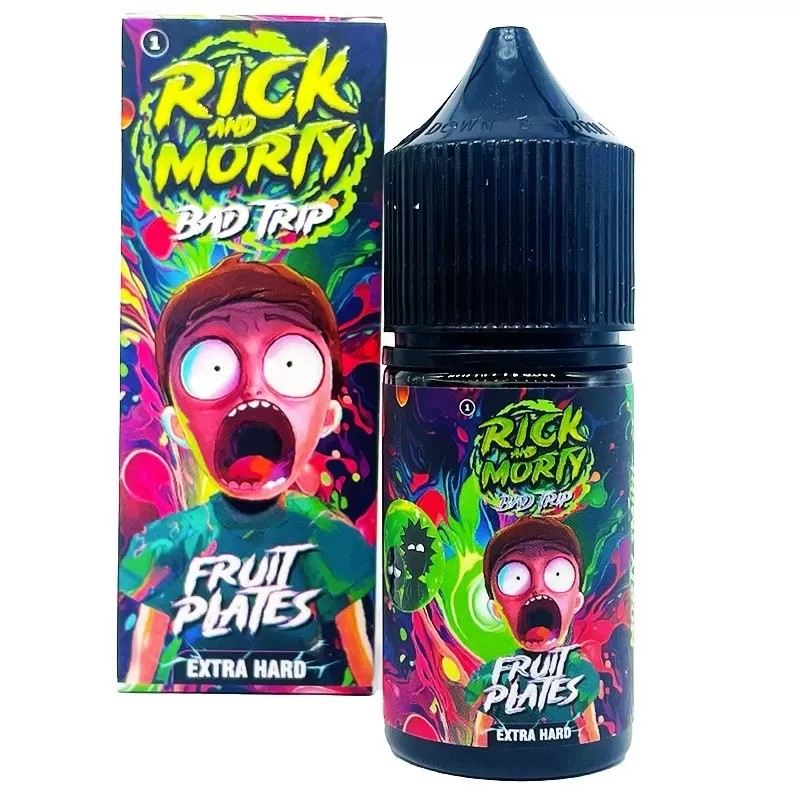 1
RICK
AND
MORTY
BAD TRIP
FRUIT
PLATES
EXTRA HARD
1
RICK
AND
MORTY
BAD TRIP
FRUIT
PLATES
EXTRA HARD